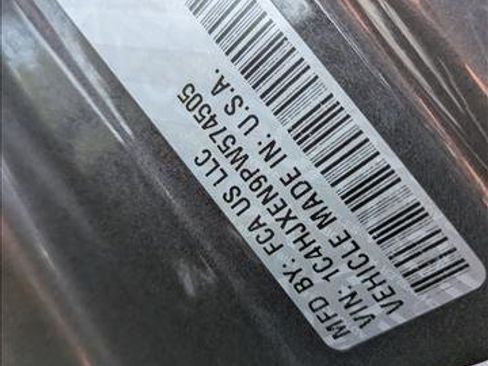 MFD BY: FCA US LLC
VIN: 1C4HJXEN9PW574505
VEHICLE MADE IN: U.S.A.